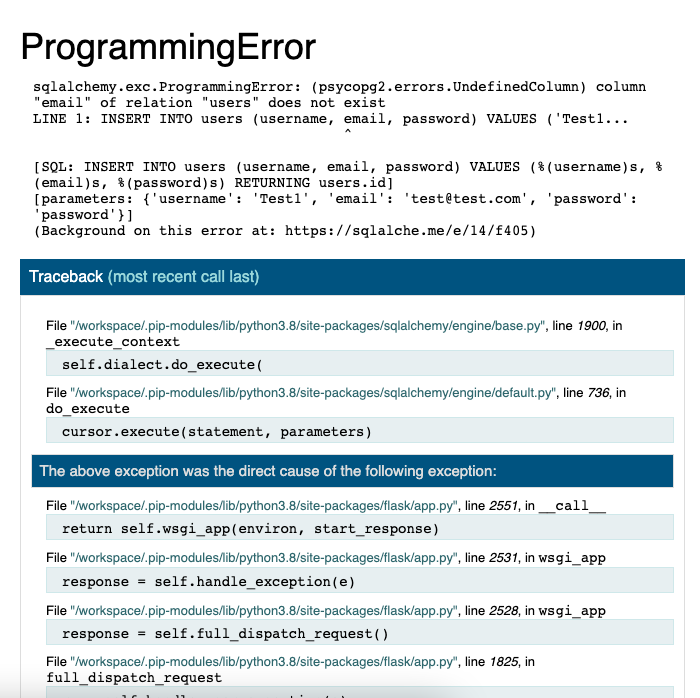 ProgrammingError
sqlalchemy.exc.ProgrammingError: (psycopg2.errors.UndefinedColumn) column
"email" of relation "users" does not exist
LINE 1: INSERT INTO users (username, email, password) VALUES ('Test1...
^
[SQL: INSERT INTO users (username, email, password) VALUES (%(username)s, %
(email)s, %(password)s) RETURNING users.id]
[parameters: {'username': 'Test1', 'email': 'test@test.com', 'password':
'password'}]
(Background on this error at: https://sqlalche.me/e/14/f405)
Traceback (most recent call last)
File "/workspace/.pip-modules/lib/python3.8/site-packages/sqlalchemy/engine/base.py", line 1900, in
_execute_context
self.dialect.do_execute(
File "/workspace/.pip-modules/lib/python3.8/site-packages/sqlalchemy/engine/default.py", line 736, in
do_execute
cursor.execute(statement, parameters)
The above exception was the direct cause of the following exception:
File "/workspace/.pip-modules/lib/python3.8/site-packages/flask/app.py", line 2551, in __call__
return self.wsgi_app(environ, start_response)
File "/workspace/.pip-modules/lib/python3.8/site-packages/flask/app.py", line 2531, in wsgi_app
response = self.handle_exception(e)
File "/workspace/.pip-modules/lib/python3.8/site-packages/flask/app.py", line 2528, in wsgi_app
response = self.full_dispatch_request()
File "/workspace/.pip-modules/lib/python3.8/site-packages/flask/app.py", line 1825, in
full_dispatch_request